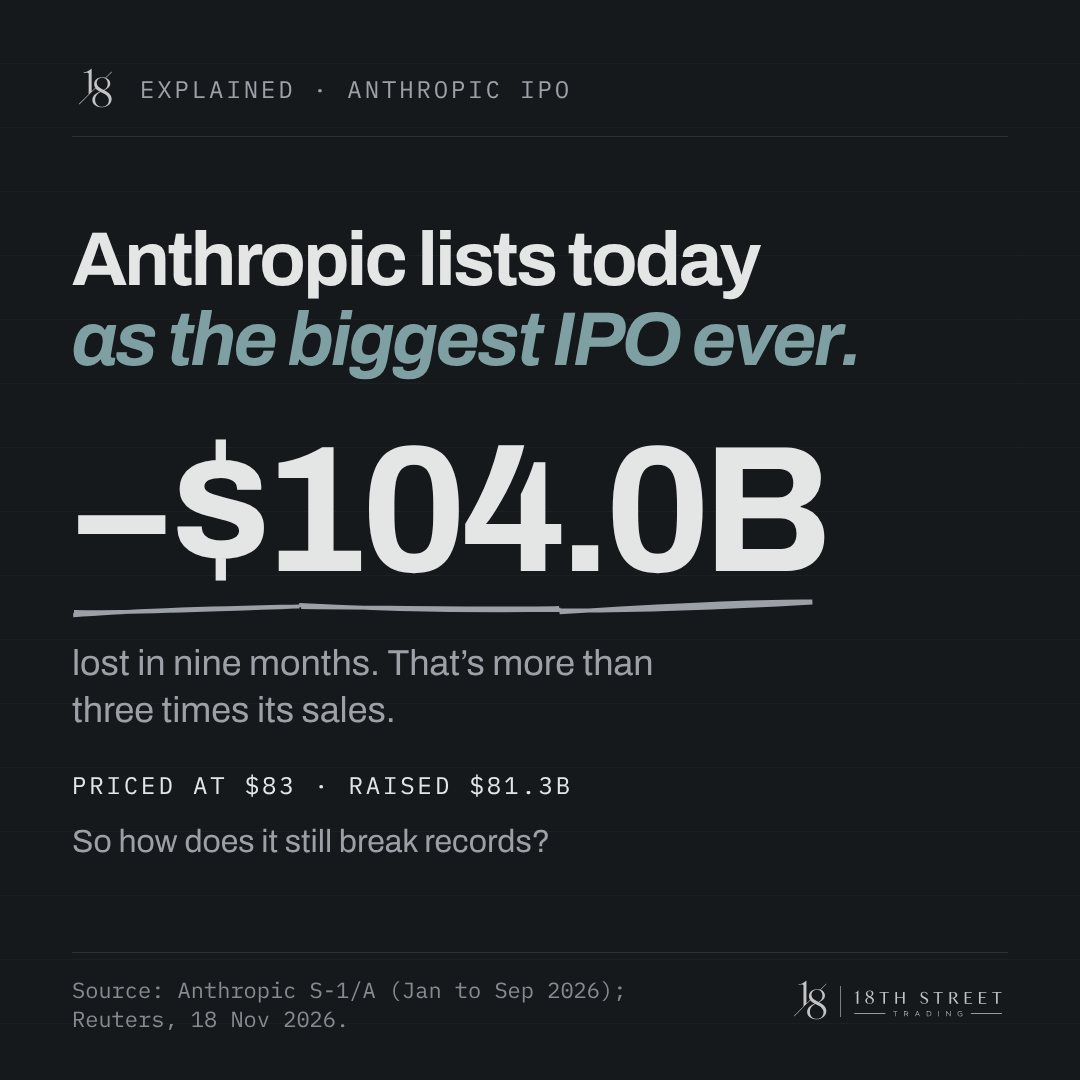 18 EXPLAINED · ANTHROPIC IPO
Anthropic lists today
as the biggest IPO ever.
–$104.0B
lost in nine months. That’s more than
three times its sales.
PRICED AT $83 · RAISED $81.3B
So how does it still break records?
Source: Anthropic S-1/A (Jan to Sep 2026);
Reuters, 18 Nov 2026.
18 18TH STREET
TRADING